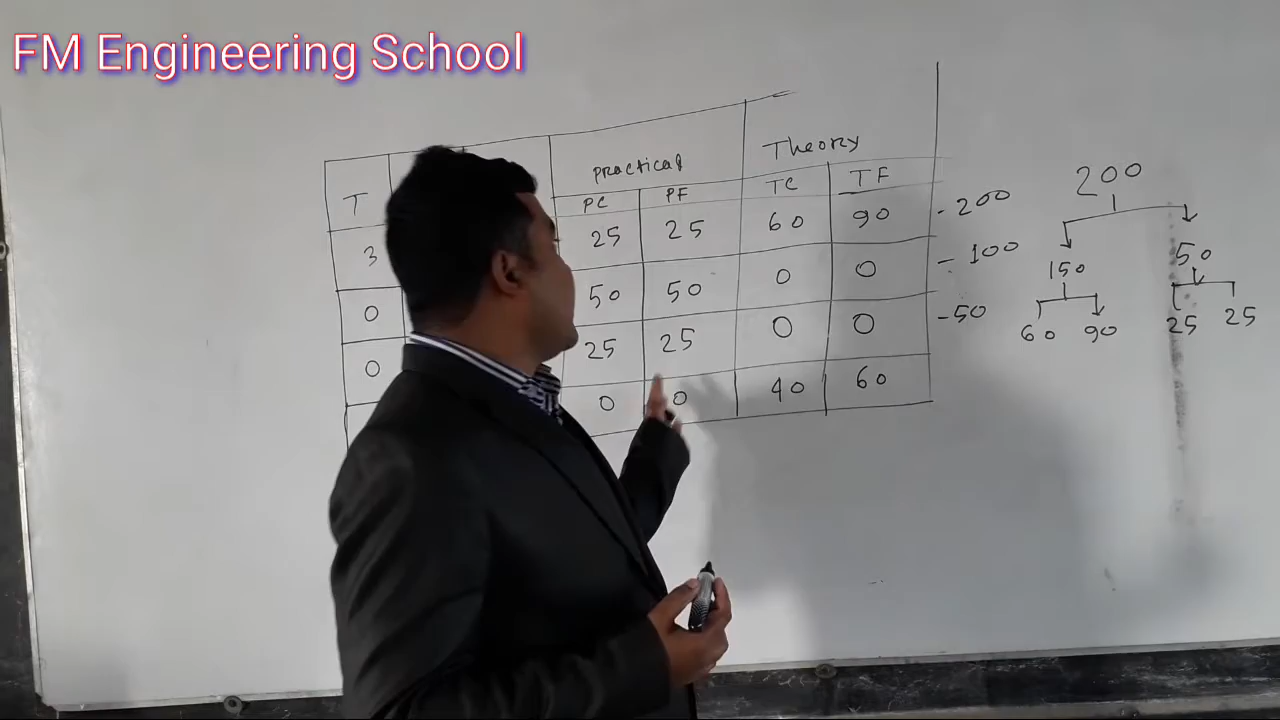 FM Engineering School
Practical Theory
T PC PF TC TF
3 25 25 60 90 - 200
0 50 50 0 0 - 100
0 25 25 0 0 - 50
0 0 40 60
200
150 50
60 90 25 25